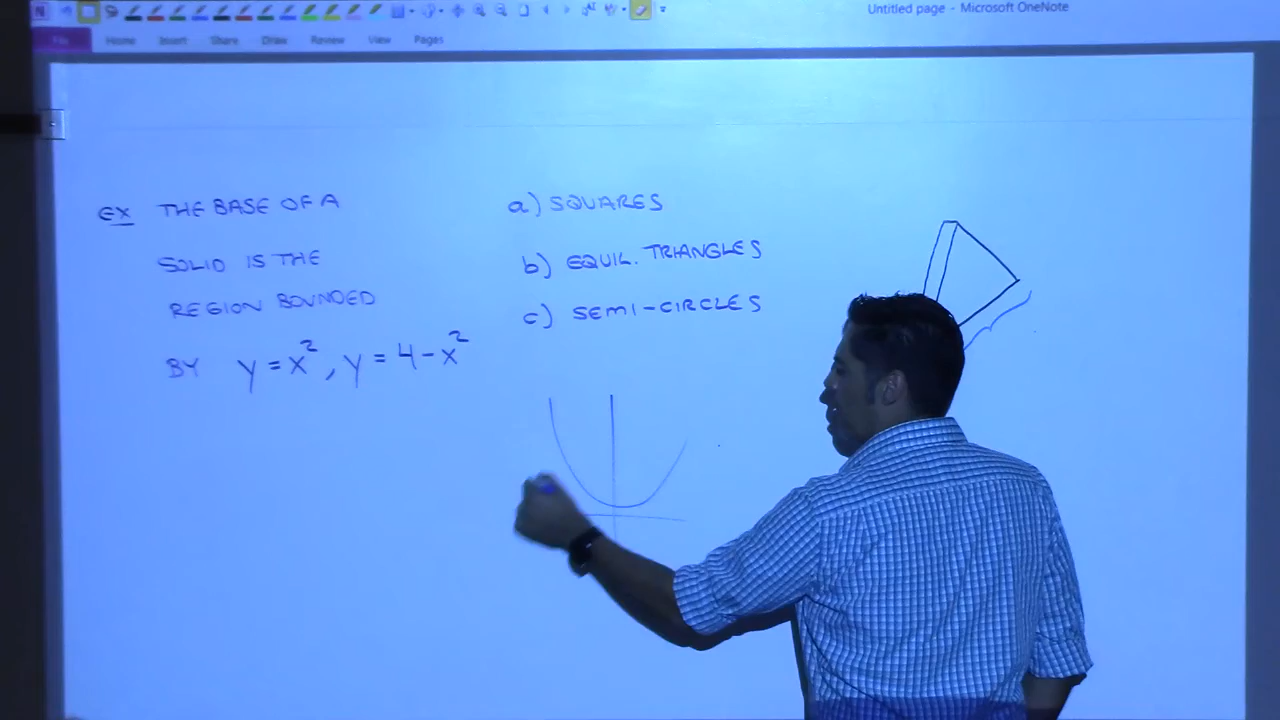 Untitled page - Microsoft OneNote
File Home Insert Share Draw Review View Pages
EX THE BASE OF A
SOLID IS THE
REGION BOUNDED
BY y = x², y = 4 - x²
a) SQUARES
b) EQUIL. TRIANGLES
c) SEMI-CIRCLES